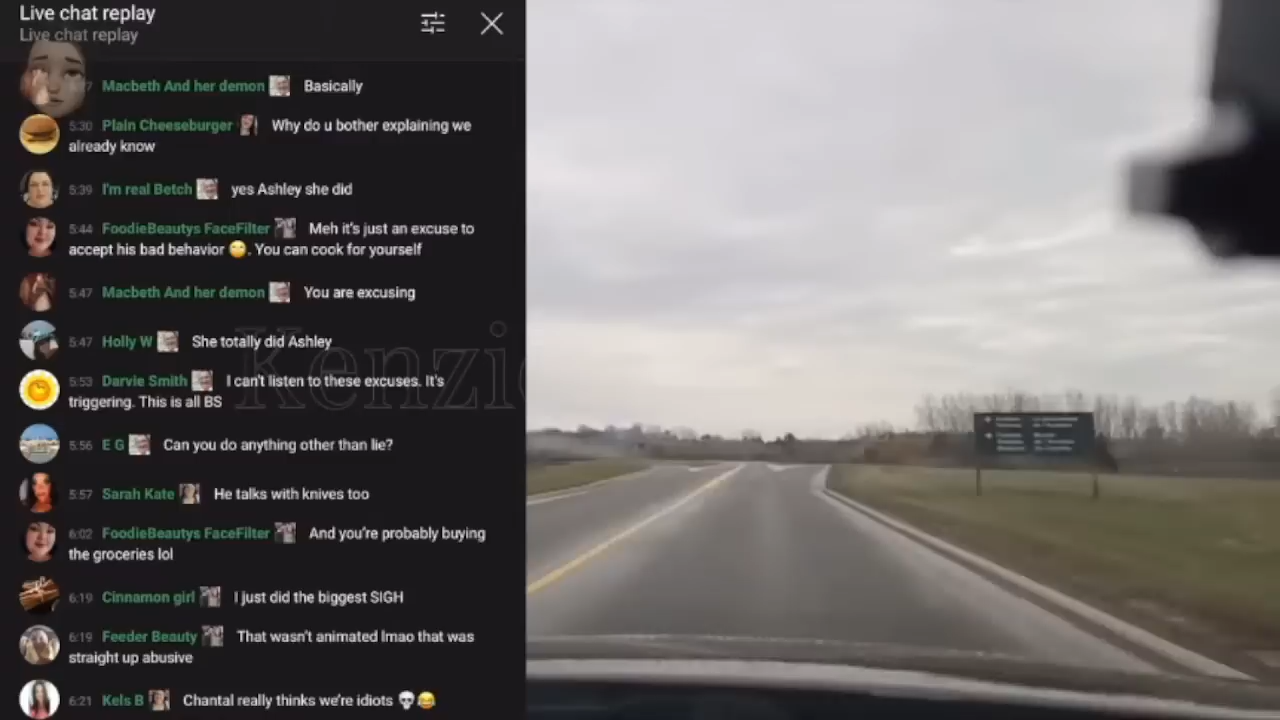 Live chat replay
Live chat replay
Macbeth And her demon Basically
5:30 Plain Cheeseburger Why do u bother explaining we
already know
5:39 I'm real Betch yes Ashley she did
5:44 FoodieBeautys FaceFilter Meh it's just an excuse to
accept his bad behavior 🙄. You can cook for yourself
5:47 Macbeth And her demon You are excusing
5:47 Holly W She totally did Ashley
Kenzie
5:53 Darvie Smith I can't listen to these excuses. It's
triggering. This is all BS
5:56 E G Can you do anything other than lie?
5:57 Sarah Kate He talks with knives too
6:02 FoodieBeautys FaceFilter And you're probably buying
the groceries lol
6:19 Cinnamon girl I just did the biggest SIGH
6:19 Feeder Beauty That wasn't animated lmao that was
straight up abusive
6:21 Kels B Chantal really thinks we're idiots 💀😂